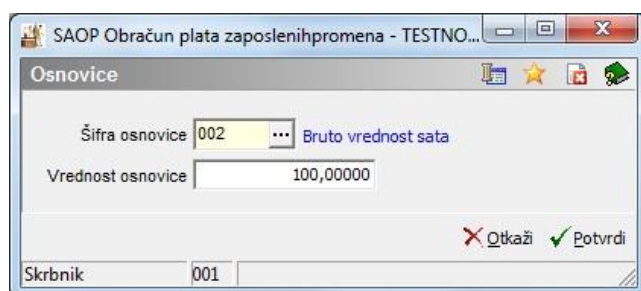 SAOP Obračun plata zaposlenihpromena - TESTNO...
Osnovice
Šifra osnovice 002 ... Bruto vrednost sata
Vrednost osnovice 100,00000
Otkaži Potvrdi
Skrbnik 001